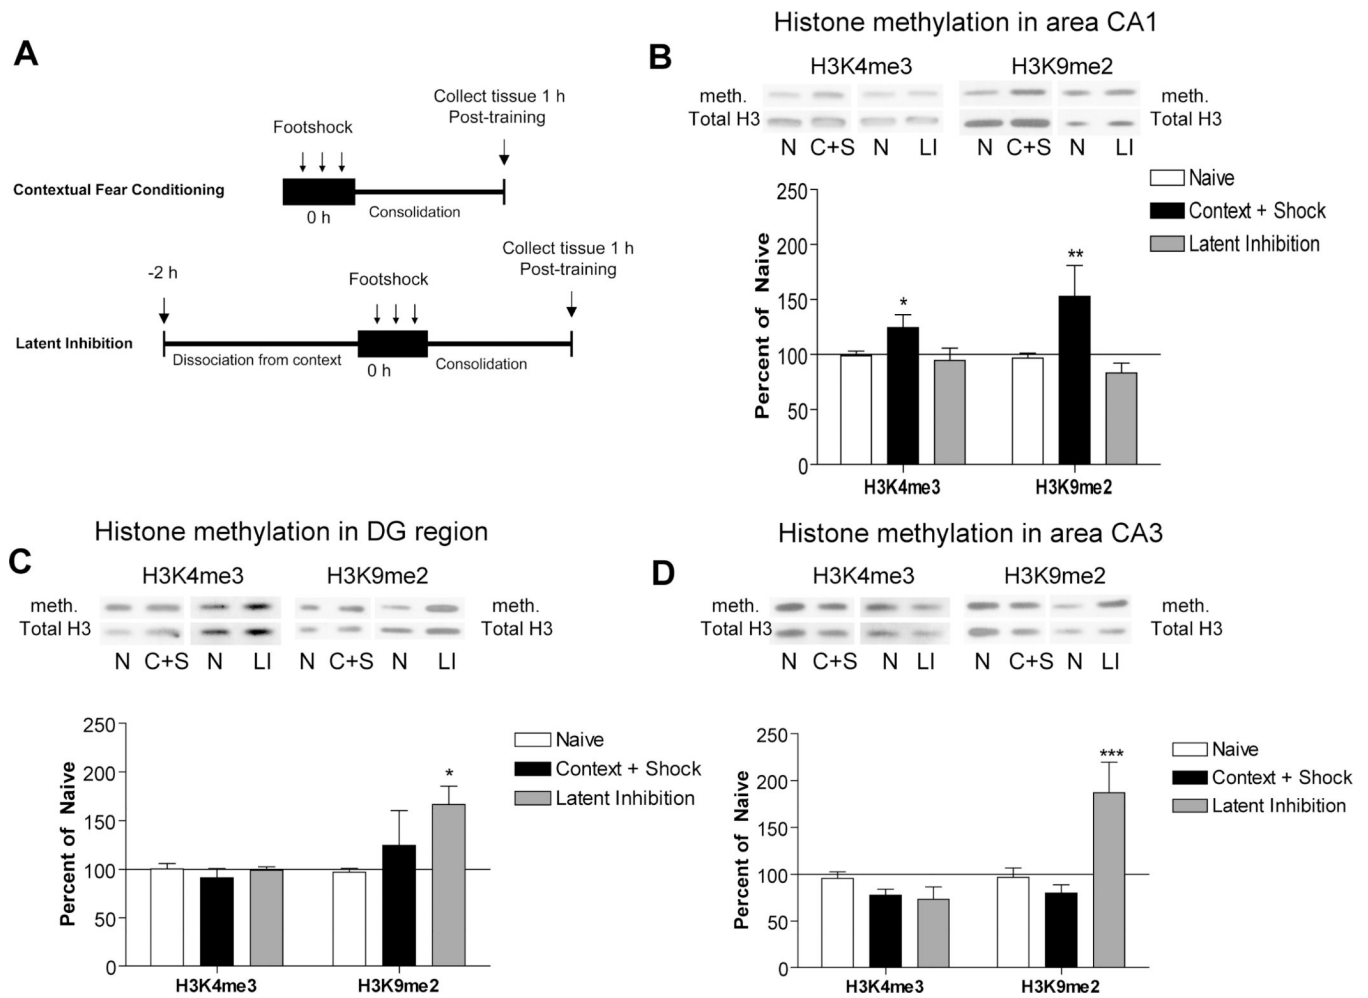 A
Footshock
Collect tissue 1 h
Post-training
Contextual Fear Conditioning
0 h
Consolidation
-2 h
Footshock
Collect tissue 1 h
Post-training
Latent Inhibition
Dissociation from context
0 h
Consolidation
Histone methylation in area CA1
B
H3K4me3 H3K9me2
meth. meth.
Total H3 Total H3
N C+S N LI N C+S N LI
Naive
Context + Shock
Latent Inhibition
Percent of Naive
250
200
150
100
50
0
*
**
H3K4me3 H3K9me2
Histone methylation in DG region
C
H3K4me3 H3K9me2
meth. meth.
Total H3 Total H3
N C+S N LI N C+S N LI
Naive
Context + Shock
Latent Inhibition
Percent of Naive
250
200
150
100
50
0
*
H3K4me3 H3K9me2
Histone methylation in area CA3
D
H3K4me3 H3K9me2
meth. meth.
Total H3 Total H3
N C+S N LI N C+S N LI
Naive
Context + Shock
Latent Inhibition
Percent of Naive
250
200
150
100
50
0
***
H3K4me3 H3K9me2